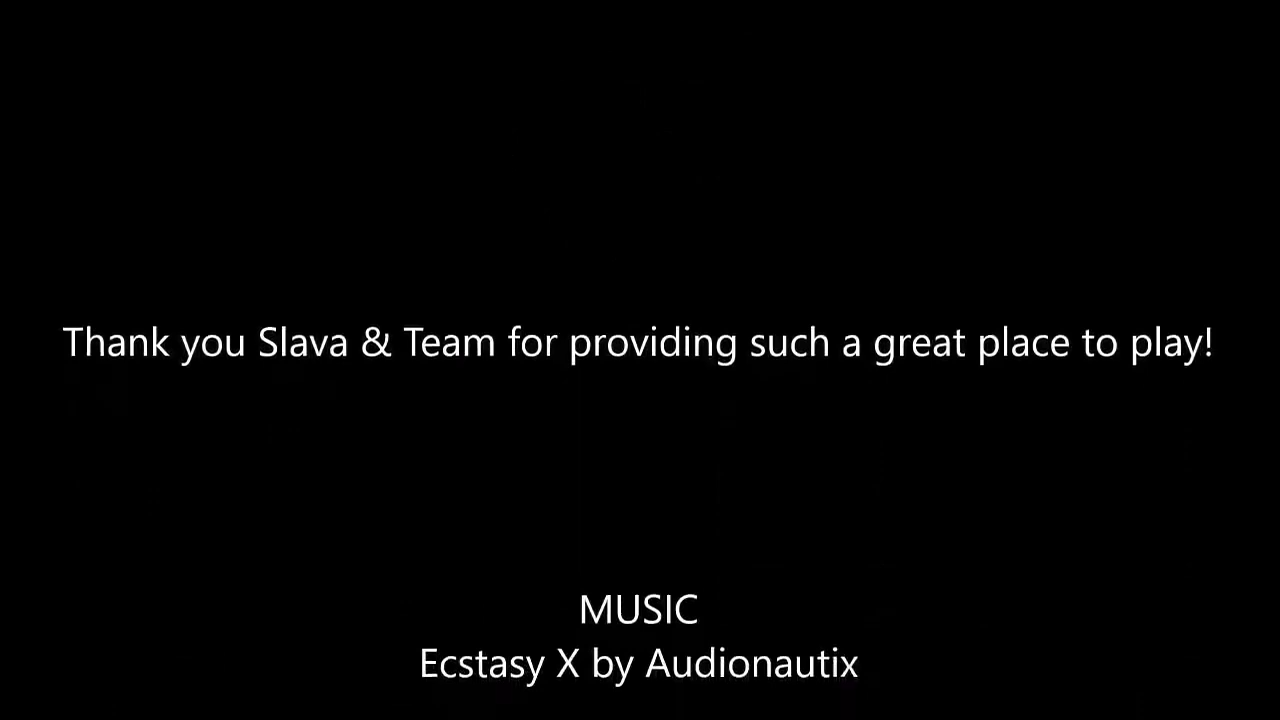 Thank you Slava & Team for providing such a great place to play!
MUSIC
Ecstasy X by Audionautix